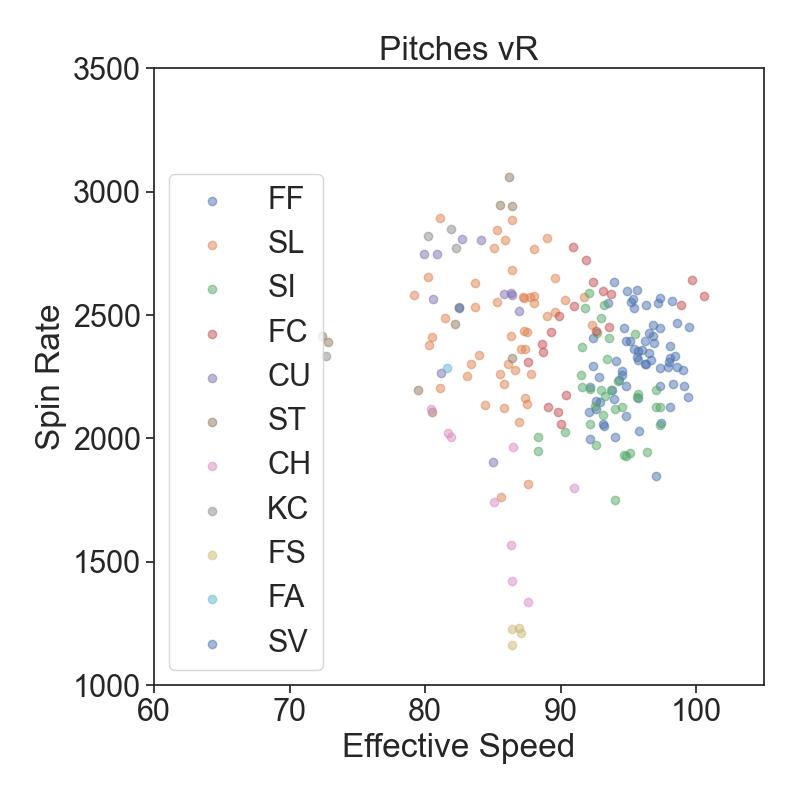 Pitches vR
3500
3000
2500
2000
1500
1000
Spin Rate
FF
SL
SI
FC
CU
ST
CH
KC
FS
FA
SV
60 70 80 90 100
Effective Speed